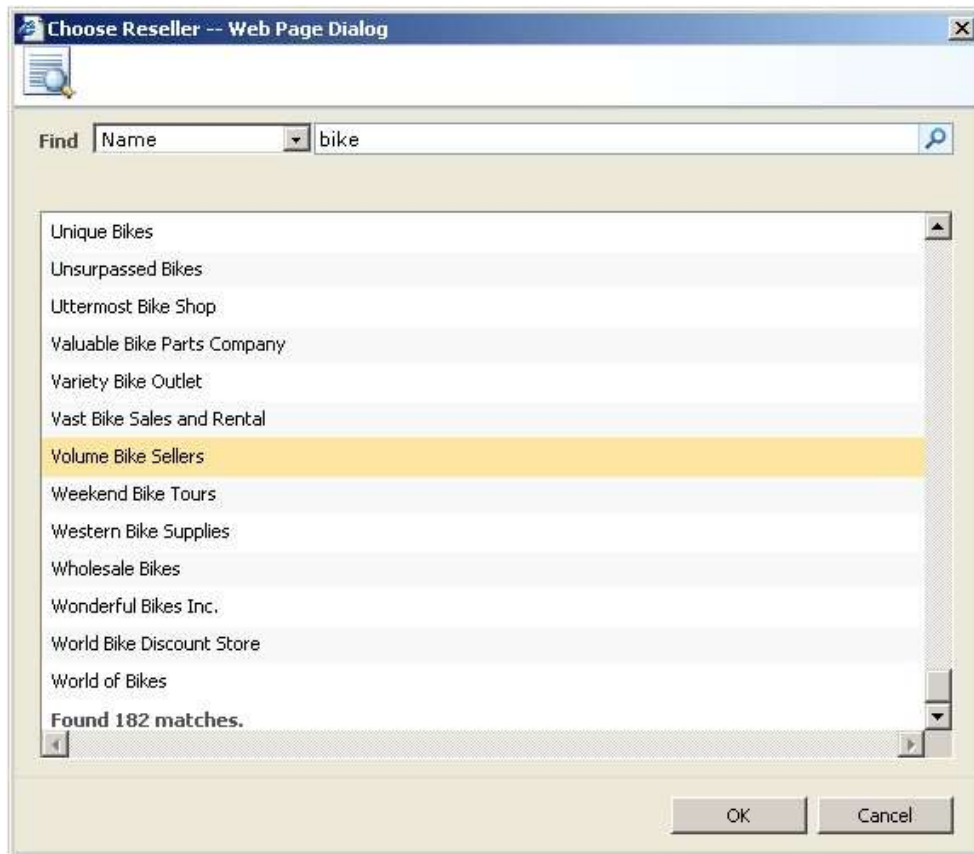 Choose Reseller -- Web Page Dialog
Find Name bike
Unique Bikes
Unsurpassed Bikes
Uttermost Bike Shop
Valuable Bike Parts Company
Variety Bike Outlet
Vast Bike Sales and Rental
Volume Bike Sellers
Weekend Bike Tours
Western Bike Supplies
Wholesale Bikes
Wonderful Bikes Inc.
World Bike Discount Store
World of Bikes
Found 182 matches.
OK Cancel